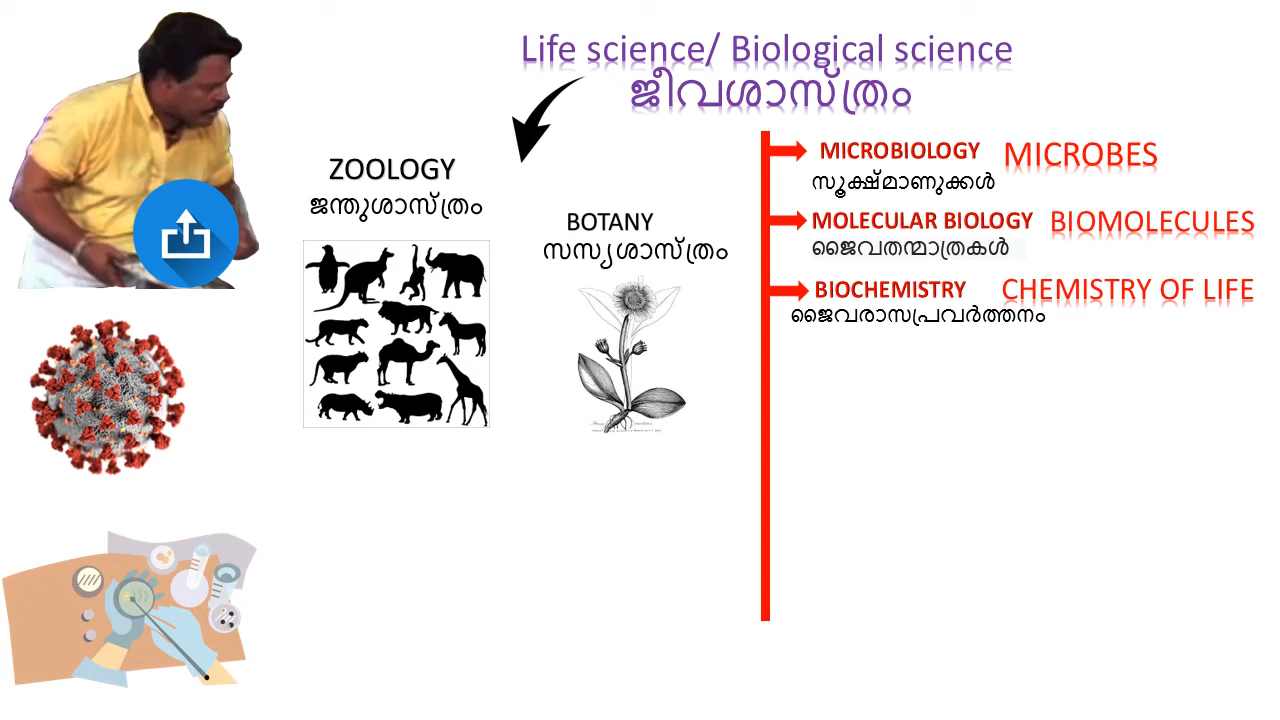 Life science/ Biological science
ജീവശാസ്ത്രം
ZOOLOGY
ജന്തുശാസ്ത്രം
BOTANY
സസ്യശാസ്ത്രം
MICROBIOLOGY MICROBES
സൂക്ഷ്മാണുക്കൾ
MOLECULAR BIOLOGY BIOMOLECULES
ജൈവതന്മാത്രകൾ
BIOCHEMISTRY CHEMISTRY OF LIFE
ജൈവരാസപ്രവർത്തനം